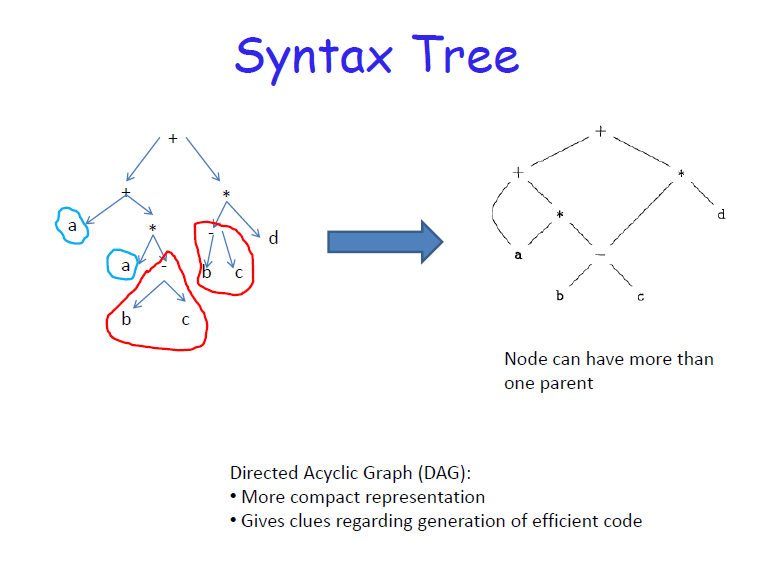 Syntax Tree
+
+ *
a * - d
a - b c
b c
+
+ *
* d
a -
b c
Node can have more than
one parent
Directed Acyclic Graph (DAG):
• More compact representation
• Gives clues regarding generation of efficient code